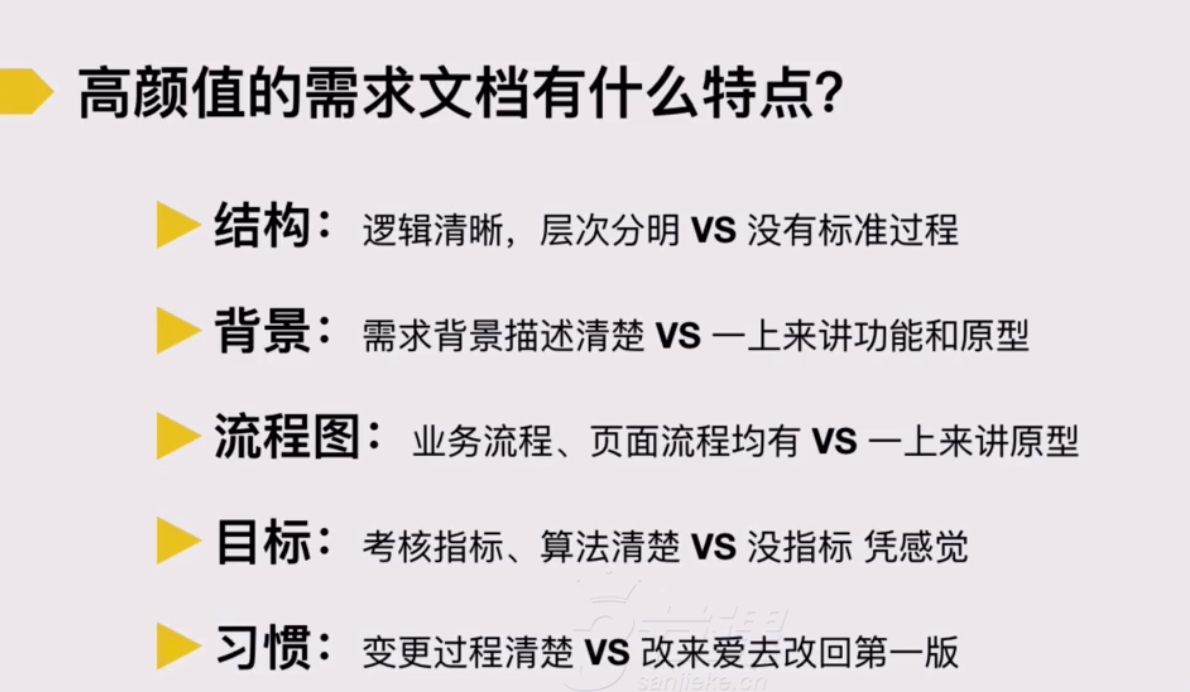 高颜值的需求文档有什么特点？
结构：逻辑清晰，层次分明 VS 没有标准过程
背景：需求背景描述清楚 VS 一上来讲功能和原型
流程图：业务流程、页面流程均有 VS 一上来讲原型
目标：考核指标、算法清楚 VS 没指标 凭感觉
习惯：变更过程清楚 VS 改来爱去改回第一版
三节课
sanjieke.cn